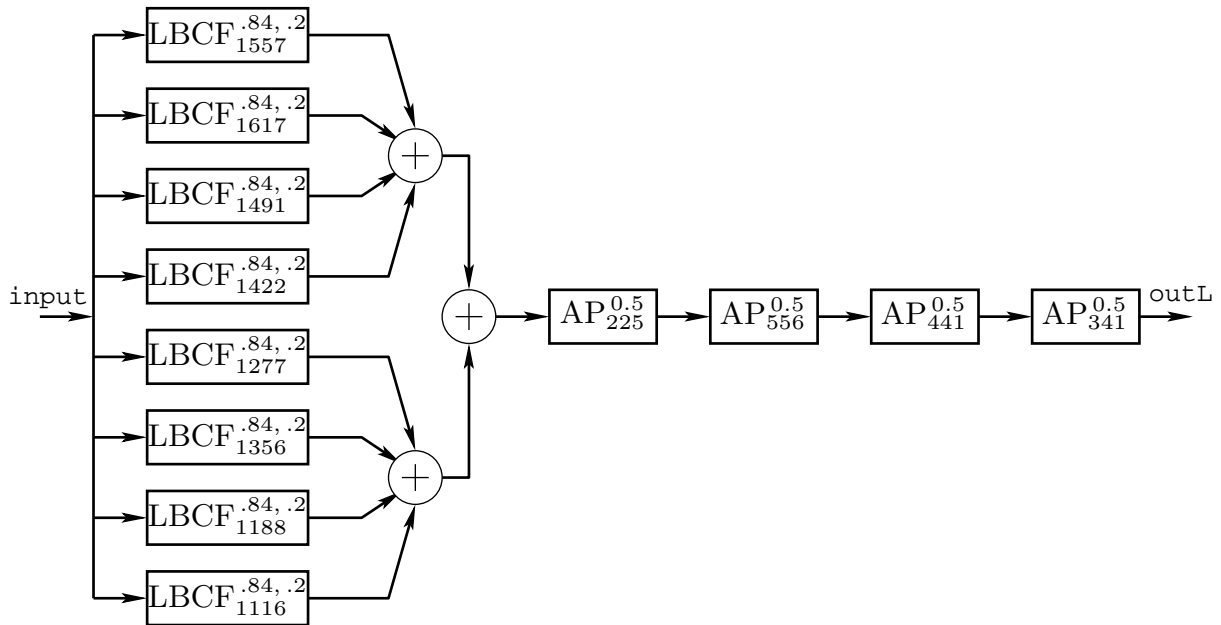 LBCF.84, .2 1557
LBCF.84, .2 1617
LBCF.84, .2 1491
LBCF.84, .2 1422
input
LBCF.84, .2 1277
LBCF.84, .2 1356
LBCF.84, .2 1188
LBCF.84, .2 1116
+
+
+
AP0.5 225
AP0.5 556
AP0.5 441
AP0.5 341
outL